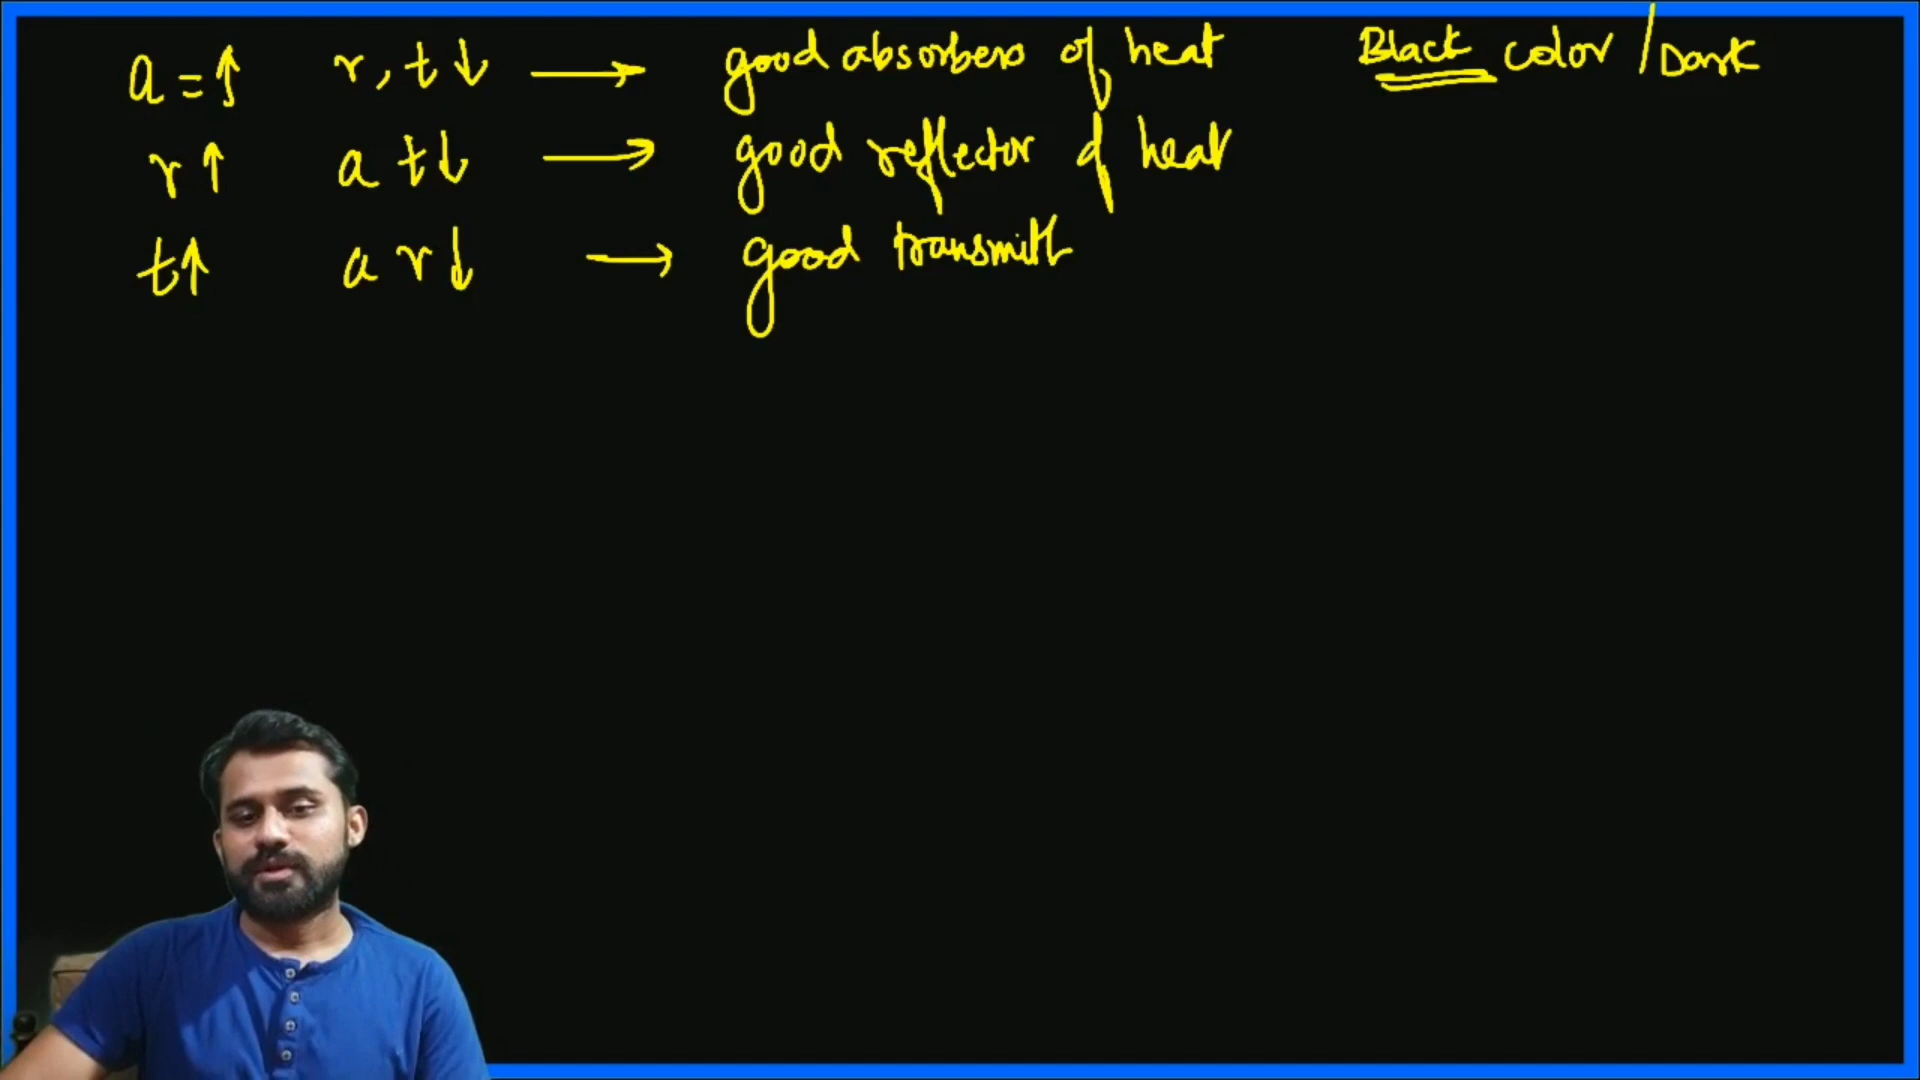 a = ↑ r, t ↓ → good absorbers of heat Black color / Dark
r ↑ a t ↓ → good reflector of heat
t ↑ a r ↓ → good transmitt